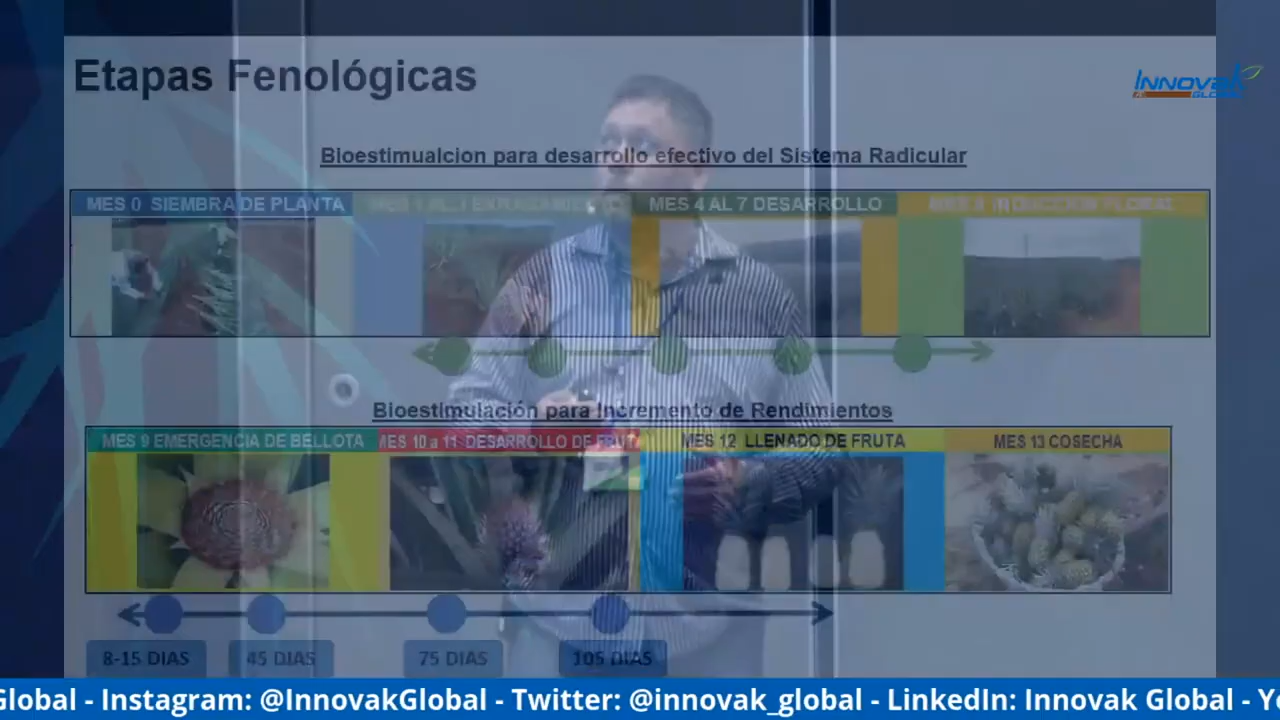 Etapas Fenológicas
INNOVAK
GLOBAL
Bioestimualcion para desarrollo efectivo del Sistema Radicular
MES 0 SIEMBRA DE PLANTA
MES 4 AL 7 DESARROLLO
Bioestimulación para Incremento de Rendimientos
MES 9 EMERGENCIA DE BELLOTA
MES 10 a 11 DESARROLLO DE FRUT
MES 12 LLENADO DE FRUTA
MES 13 COSECHA
8-15 DIAS
45 DIAS
75 DIAS
105 DIAS
Global - Instagram: @InnovakGlobal - Twitter: @innovak_global - LinkedIn: Innovak Global - Y